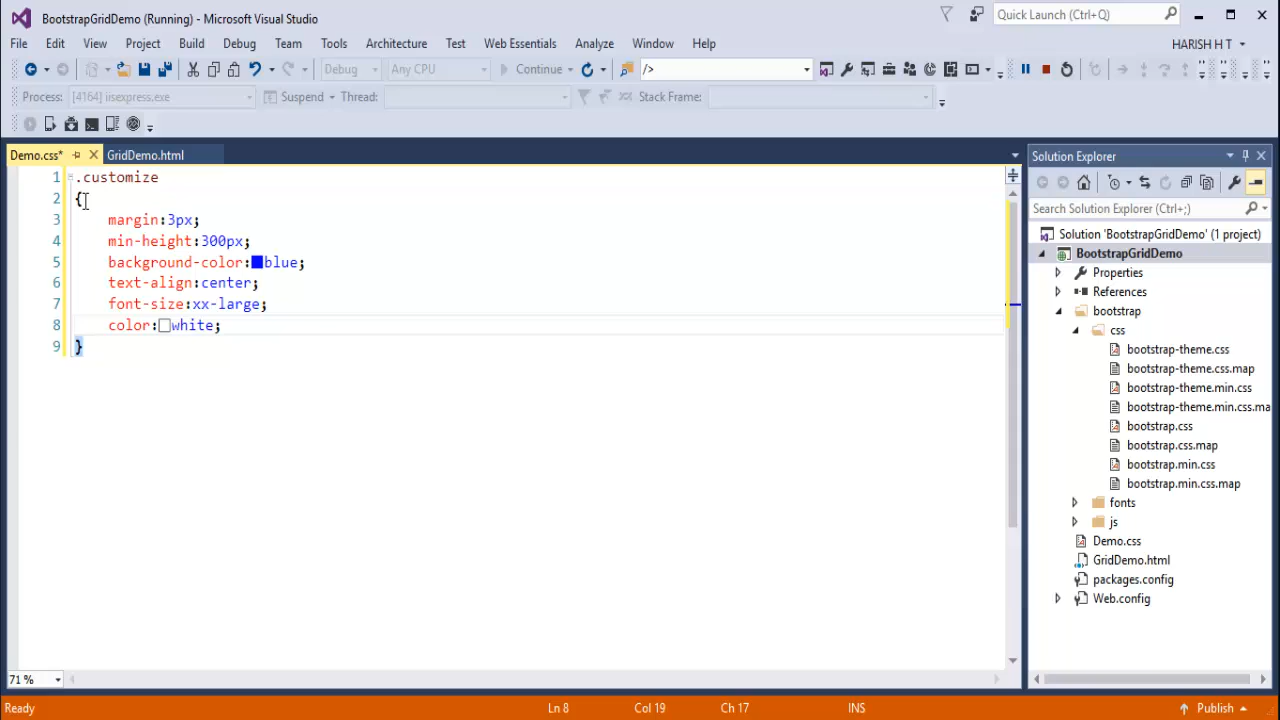 BootstrapGridDemo (Running) - Microsoft Visual Studio
Quick Launch (Ctrl+Q)
File Edit View Project Build Debug Team Tools Architecture Test Web Essentials Analyze Window Help
HARISH H T
Debug Any CPU Continue />
Process: [4164] iisexpress.exe Suspend Thread: Stack Frame:
Demo.css* GridDemo.html
1 .customize
2 {
3 margin:3px;
4 min-height:300px;
5 background-color:blue;
6 text-align:center;
7 font-size:xx-large;
8 color:white;
9 }
71 %
Solution Explorer
Search Solution Explorer (Ctrl+;)
Solution 'BootstrapGridDemo' (1 project)
BootstrapGridDemo
Properties
References
bootstrap
css
bootstrap-theme.css
bootstrap-theme.css.map
bootstrap-theme.min.css
bootstrap-theme.min.css.ma
bootstrap.css
bootstrap.css.map
bootstrap.min.css
bootstrap.min.css.map
fonts
js
Demo.css
GridDemo.html
packages.config
Web.config
Ready Ln 8 Col 19 Ch 17 INS Publish